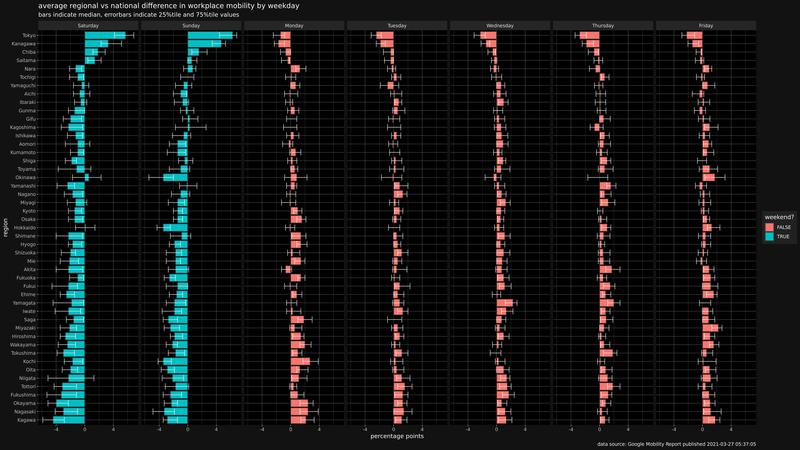 average regional vs national difference in workplace mobility by weekday
bars indicate median, errorbars indicate 25%tile and 75%tile values
Saturday Sunday Monday Tuesday Wednesday Thursday Friday
Tokyo
Kanagawa
Chiba
Saitama
Nara
Tochigi
Yamaguchi
Aichi
Ibaraki
Gunma
Gifu
Kagoshima
Ishikawa
Aomori
Kumamoto
Shiga
Toyama
Okinawa
Yamanashi
Nagano
Miyagi
Kyoto
Osaka
Hokkaido
Shimane
Hyogo
Shizuoka
Mie
Akita
Fukuoka
Fukui
Ehime
Yamagata
Iwate
Saga
Miyazaki
Hiroshima
Wakayama
Tokushima
Kochi
Oita
Niigata
Tottori
Fukushima
Okayama
Nagasaki
Kagawa
region
-4 0 4 -4 0 4 -4 0 4 -4 0 4 -4 0 4 -4 0 4 -4 0 4
percentage points
weekend?
FALSE
TRUE
data source: Google Mobility Report published 2021-03-27 05:37:05